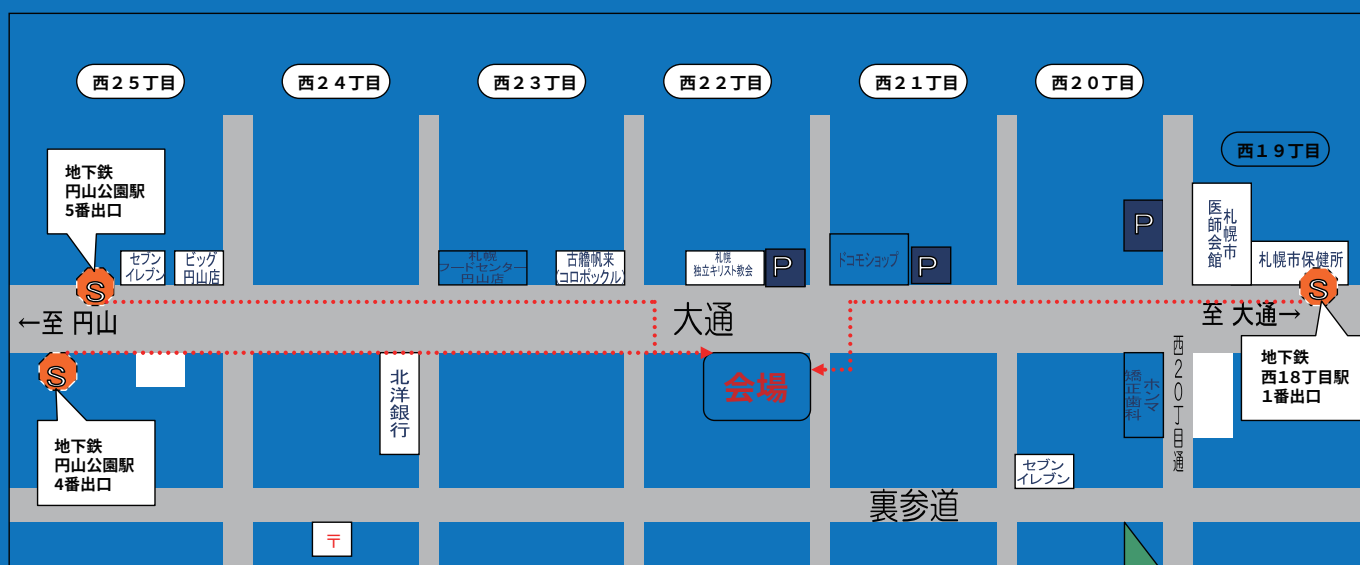 西２５丁目
西２４丁目
西２３丁目
西２２丁目
西２１丁目
西２０丁目
西１９丁目
地下鉄
円山公園駅
5番出口
セブン
イレブン
ビッグ
円山店
札幌
フードセンター
円山店
古艪帆来
(コロポックル)
札幌
独立キリスト教会
P
ドコモショップ
P
P
札幌市
医師会館
札幌市保健所
S
S
←至 円山
大通
至 大通→
S
地下鉄
円山公園駅
4番出口
北洋銀行
会場
ホンマ
矯正歯科
西２０丁目通
地下鉄
西１８丁目駅
１番出口
セブン
イレブン
裏参道
〒